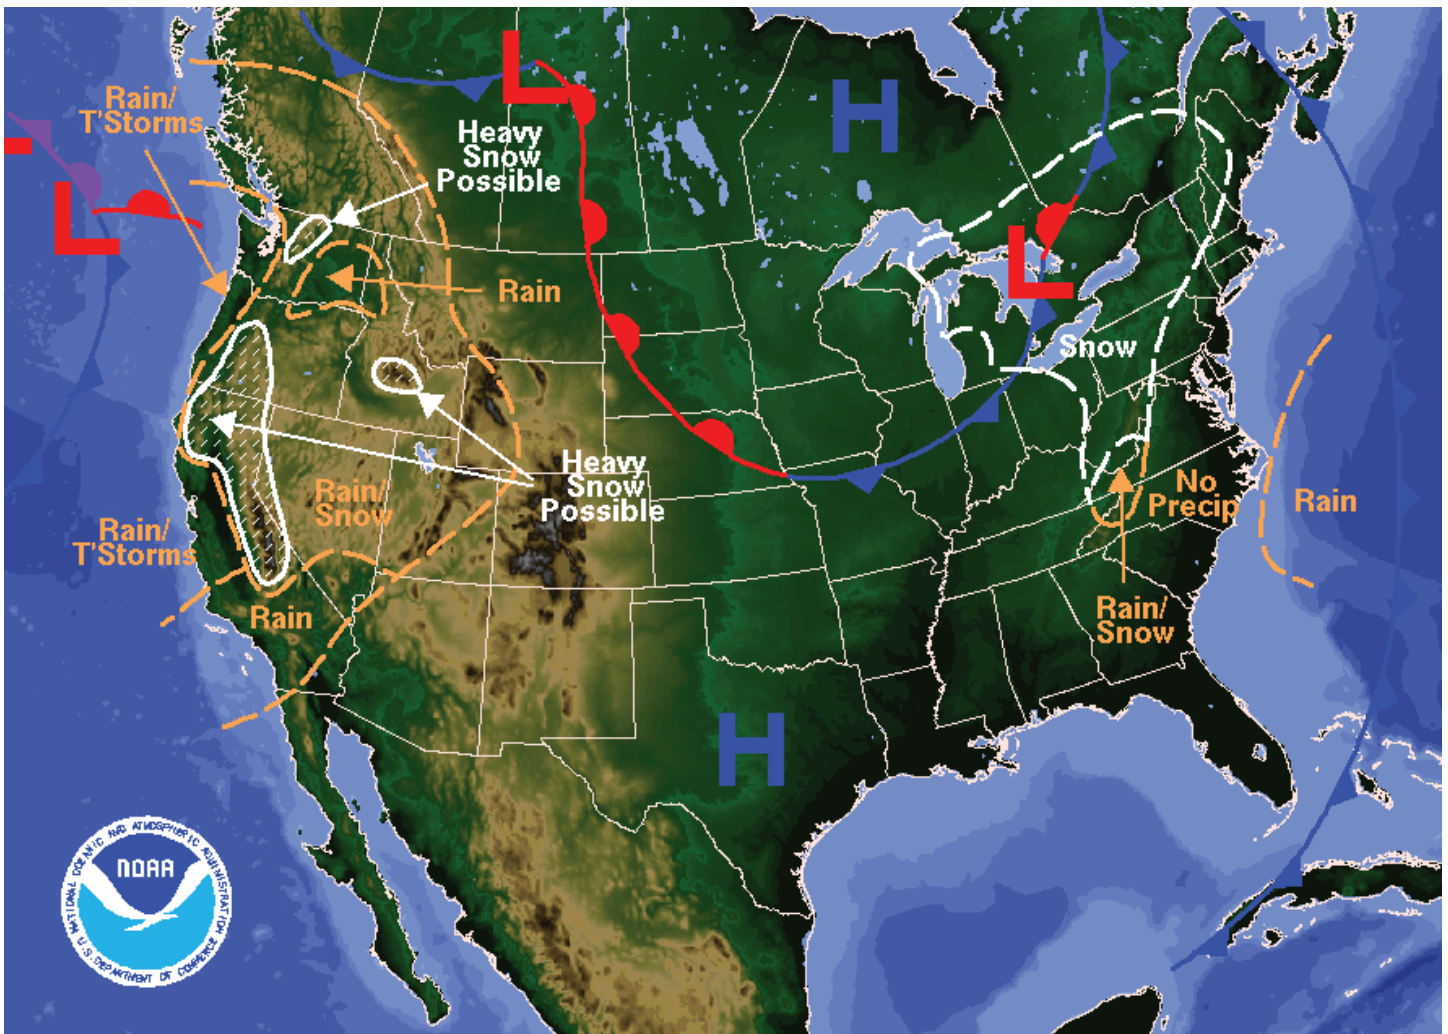 Rain/
T'Storms
L
Heavy
Snow
Possible
H
L
Rain
L
Snow
Heavy
Snow
Possible
Rain/
Snow
No
Precip
Rain
Rain/
T'Storms
Rain
Rain/
Snow
H
NATIONAL OCEANIC AND ATMOSPHERIC ADMINISTRATION
NOAA
U.S. DEPARTMENT OF COMMERCE